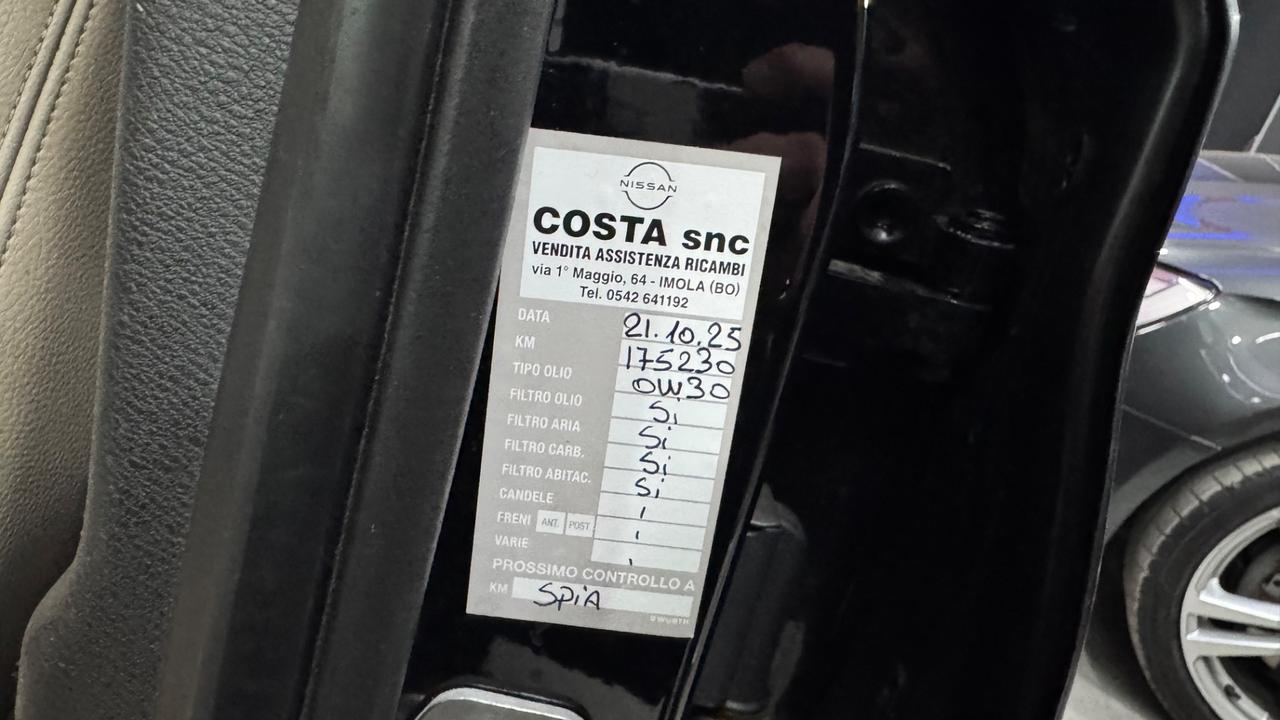 NISSAN
COSTA snc
VENDITA ASSISTENZA RICAMBI
via 1° Maggio, 64 - IMOLA (BO)
Tel. 0542 641192
DATA 21.10.25
KM 175230
TIPO OLIO 0W30
FILTRO OLIO Si
FILTRO ARIA Si
FILTRO CARB. Si
FILTRO ABITAC. Si
CANDELE
FRENI ANT. POST
VARIE
PROSSIMO CONTROLLO A
KM SPiA
WURTH